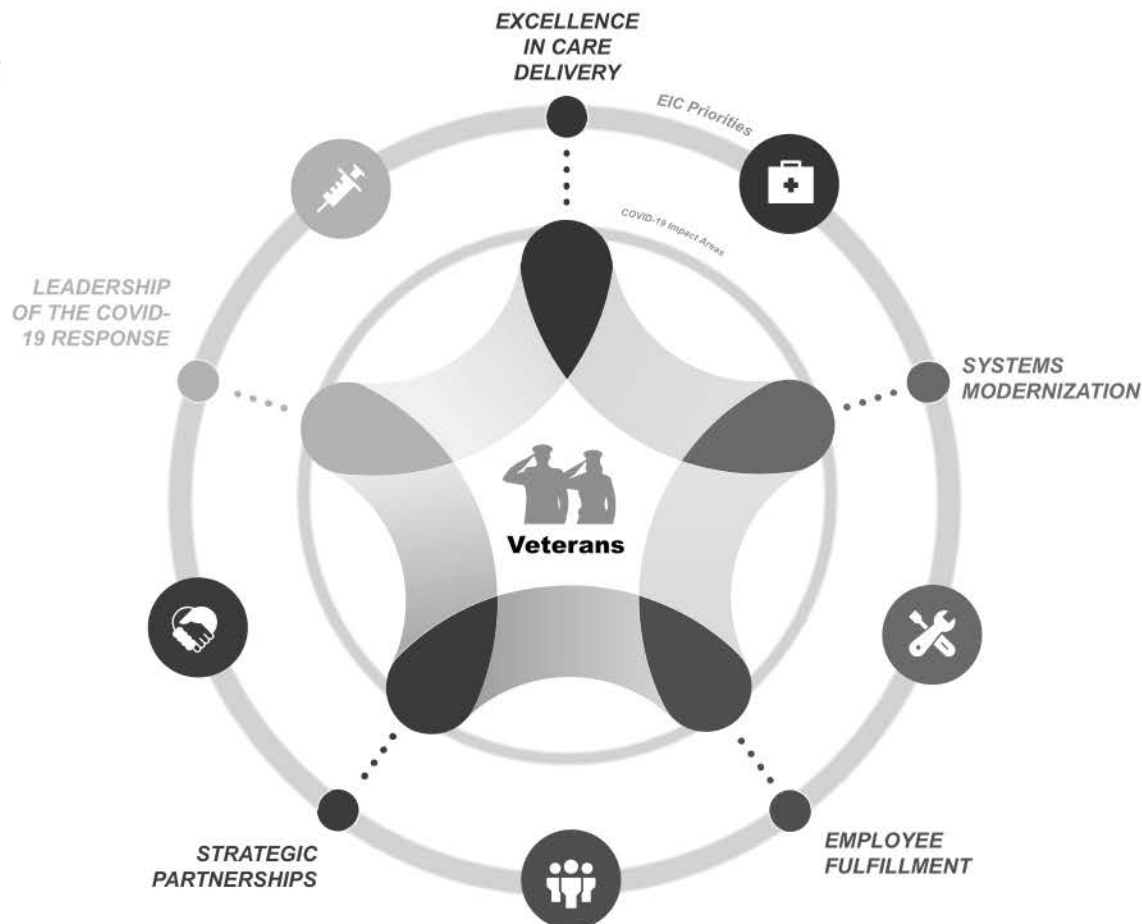 EXCELLENCE
IN CARE
DELIVERY
EIC Priorities
COVID-19 Impact Areas
LEADERSHIP
OF THE COVID-
19 RESPONSE
SYSTEMS
MODERNIZATION
Veterans
STRATEGIC
PARTNERSHIPS
EMPLOYEE
FULFILLMENT